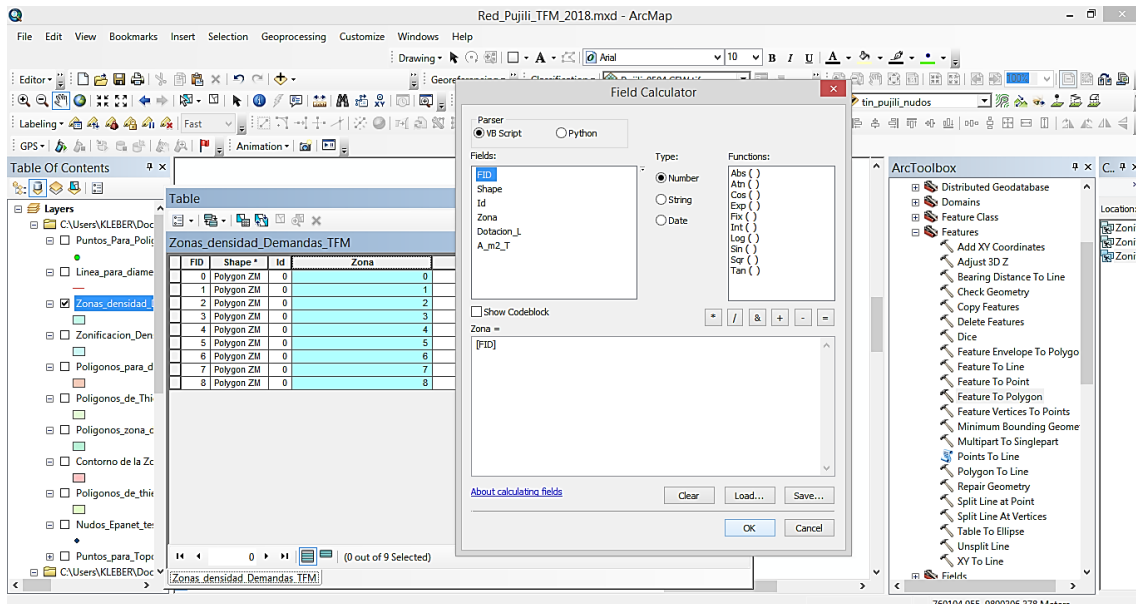 Red_Pujili_TFM_2018.mxd - ArcMap
File Edit View Bookmarks Insert Selection Geoprocessing Customize Windows Help
Drawing Arial 10 B I U A
Editor
Labeling Fast
tin_pujili_nudos
GPS Animation
Table Of Contents
Layers
C:\Users\KLEBER\Doc
Puntos_Para_Polig
Linea_para_diame
Zonas_densidad_
Zonificacion_Den
Poligonos_para_d
Poligonos_de_Thi
Poligonos_zona_c
Contorno de la Zc
Poligonos_de_thie
Nudos_Epanet_te
Puntos_para_Topc
C:\Users\KLEBER\Doc
Table
Zonas_densidad_Demandas_TFM
FID Shape * Id Zona
0 Polygon ZM 0 0
1 Polygon ZM 0 1
2 Polygon ZM 0 2
3 Polygon ZM 0 3
4 Polygon ZM 0 4
5 Polygon ZM 0 5
6 Polygon ZM 0 6
7 Polygon ZM 0 7
8 Polygon ZM 0 8
0 (0 out of 9 Selected)
Zonas_densidad_Demandas_TFM
Field Calculator
Parser
VB Script Python
Fields: Type: Functions:
FID
Shape
Id
Zona
Dotacion_L
A_m2_T
Number
String
Date
Abs ( )
Atn ( )
Cos ( )
Exp ( )
Fix ( )
Int ( )
Log ( )
Sin ( )
Sqr ( )
Tan ( )
Show Codeblock
* / & + - =
Zona =
[FID]
About calculating fields
Clear Load... Save...
OK Cancel
ArcToolbox
Distributed Geodatabase
Domains
Feature Class
Features
Add XY Coordinates
Adjust 3D Z
Bearing Distance To Line
Check Geometry
Copy Features
Delete Features
Dice
Feature Envelope To Polygo
Feature To Line
Feature To Point
Feature To Polygon
Feature Vertices To Points
Minimum Bounding Geome
Multipart To Singlepart
Points To Line
Polygon To Line
Repair Geometry
Split Line at Point
Split Line At Vertices
Table To Ellipse
Unsplit Line
XY To Line
Fields
C..
Location:
Zoni
Zoni
Zoni